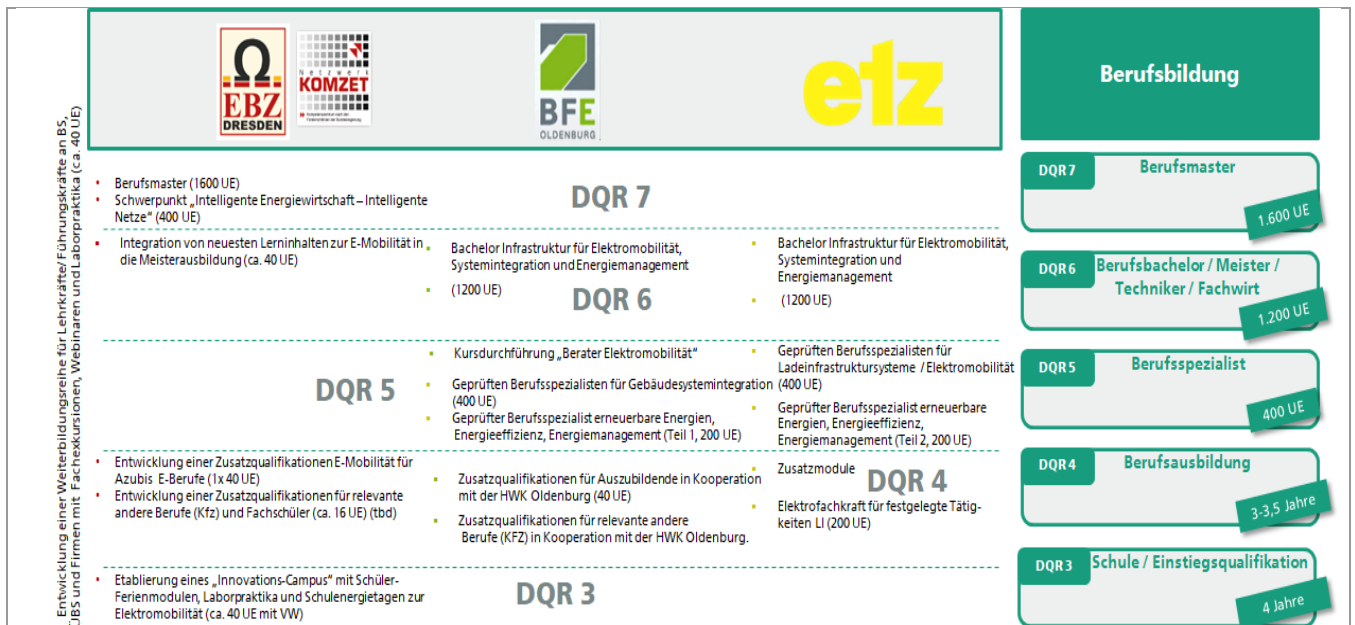 Entwicklung einer Weiterbildungsreihe für Lehrkräfte/ Führungskräfte an BS,
ÜBS und Firmen mit Fachexkursionen, Webinaren und Laborpraktika (ca. 40 UE)
Ω
EBZ
DRESDEN
Netzwerk
KOMZET
BFE
OLDENBURG
etz
Berufsbildung
• Berufsmaster (1600 UE)
• Schwerpunkt „Intelligente Energiewirtschaft – Intelligente
Netze“ (400 UE)
DQR 7
DQR 7
Berufsmaster
1.600 UE
▪ Integration von neuesten Lerninhalten zur E-Mobilität in
die Meisterausbildung (ca. 40 UE)
▪ Bachelor Infrastruktur für Elektromobilität,
Systemintegration und Energiemanagement
▪ (1200 UE)
DQR 6
▪ Bachelor Infrastruktur für Elektromobilität,
Systemintegration und
Energiemanagement
▪ (1200 UE)
DQR 6
Berufsbachelor / Meister /
Techniker / Fachwirt
1.200 UE
DQR 5
▪ Kursdurchführung „Berater Elektromobilität“
▪ Geprüften Berufsspezialisten für Gebäudesystemintegration
(400 UE)
▪ Geprüfter Berufsspezialist erneuerbare Energien,
Energieeffizienz, Energiemanagement (Teil 1, 200 UE)
▪ Geprüften Berufsspezialisten für
Ladeinfrastruktursysteme / Elektromobilität
(400 UE)
▪ Geprüfter Berufsspezialist erneuerbare
Energien, Energieeffizienz,
Energiemanagement (Teil 2, 200 UE)
DQR 5
Berufsspezialist
400 UE
• Entwicklung einer Zusatzqualifikationen E-Mobilität für
Azubis E-Berufe (1x 40 UE)
• Entwicklung einer Zusatzqualifikationen für relevante
andere Berufe (Kfz) und Fachschüler (ca. 16 UE) (tbd)
▪ Zusatzqualifikationen für Auszubildende in Kooperation
mit der HWK Oldenburg (40 UE)
▪ Zusatzqualifikationen für relevante andere
Berufe (KFZ) in Kooperation mit der HWK Oldenburg.
▪ Zusatzmodule
DQR 4
▪ Elektrofachkraft für festgelegte Tätig-
keiten LI (200 UE)
DQR 4
Berufsausbildung
3-3,5 Jahre
• Etablierung eines „Innovations-Campus“ mit Schüler-
Ferienmodulen, Laborpraktika und Schulenergietagen zur
Elektromobilität (ca. 40 UE mit VW)
DQR 3
DQR 3
Schule / Einstiegsqualifikation
4 Jahre